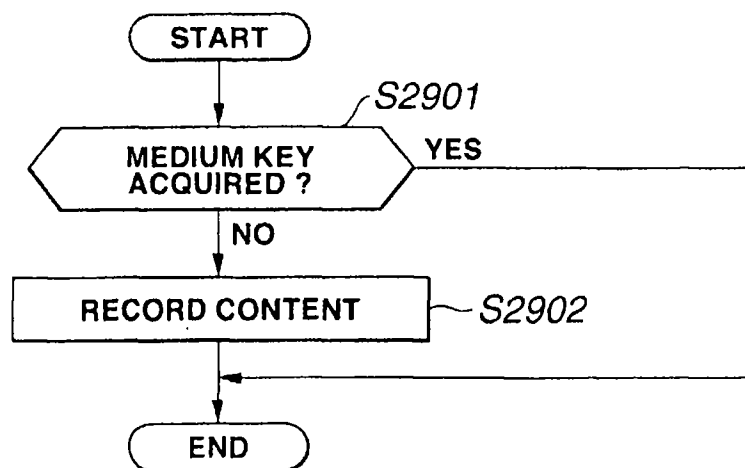 START
S2901
MEDIUM KEY
ACQUIRED ?
YES
NO
RECORD CONTENT
S2902
END